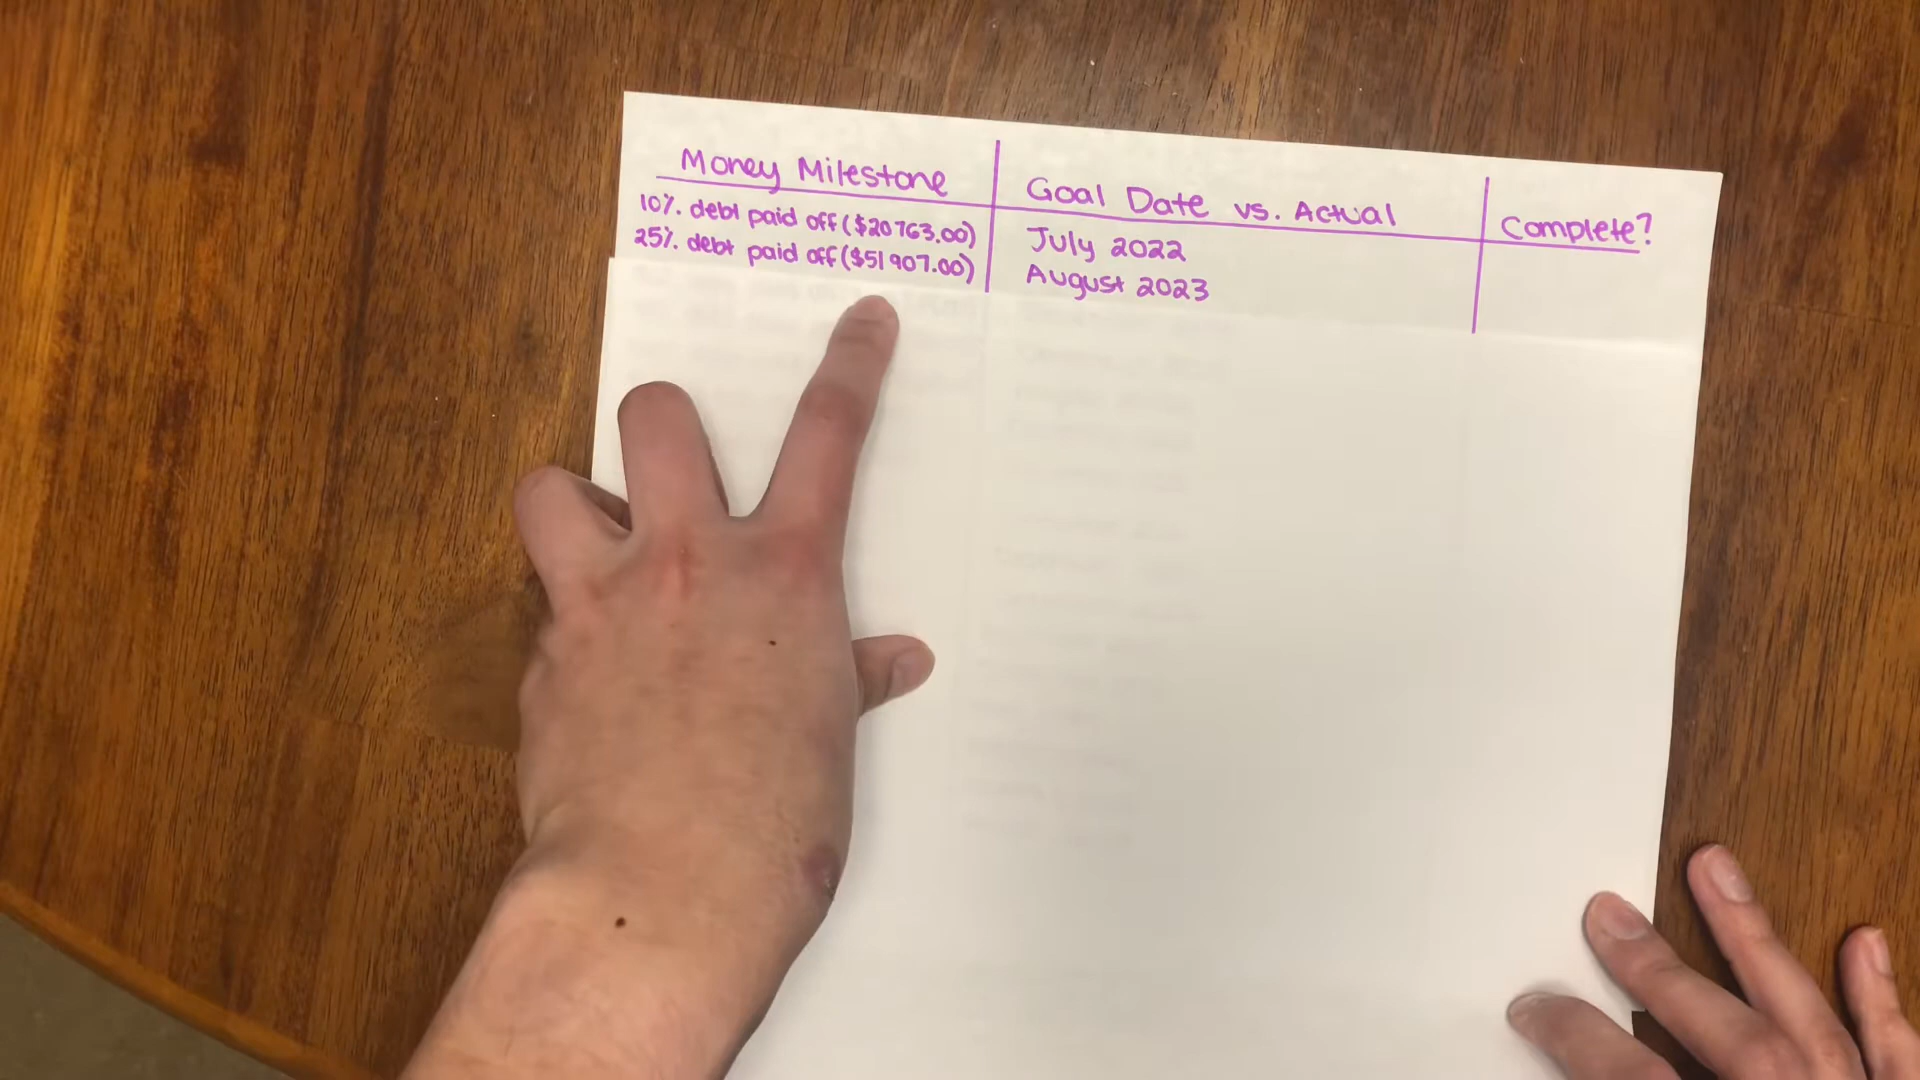 Money Milestone
Goal Date vs. Actual
Complete?
10% debt paid off ($20763.00)
July 2022
25% debt paid off ($51907.00)
August 2023